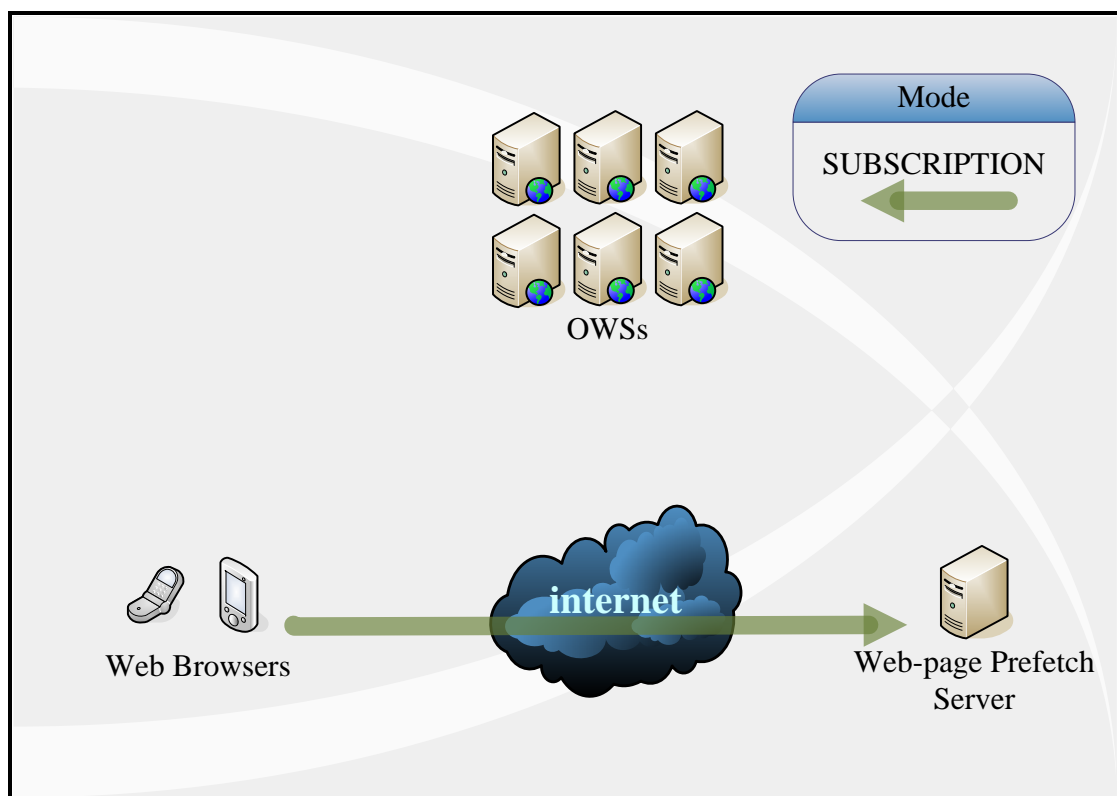 Mode
SUBSCRIPTION
OWSs
internet
Web Browsers
Web-page Prefetch
Server